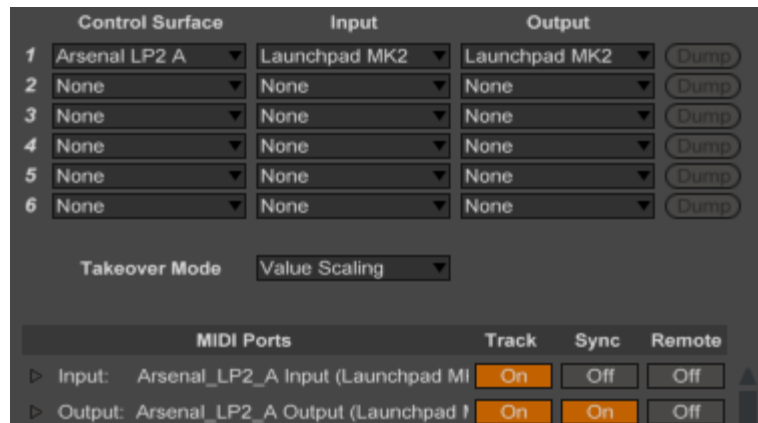 Control Surface Input Output
1 Arsenal LP2 A Launchpad MK2 Launchpad MK2 Dump
2 None None None Dump
3 None None None Dump
4 None None None Dump
5 None None None Dump
6 None None None Dump
Takeover Mode Value Scaling
MIDI Ports Track Sync Remote
Input: Arsenal_LP2_A Input (Launchpad MI On Off Off
Output: Arsenal_LP2_A Output (Launchpad On On Off